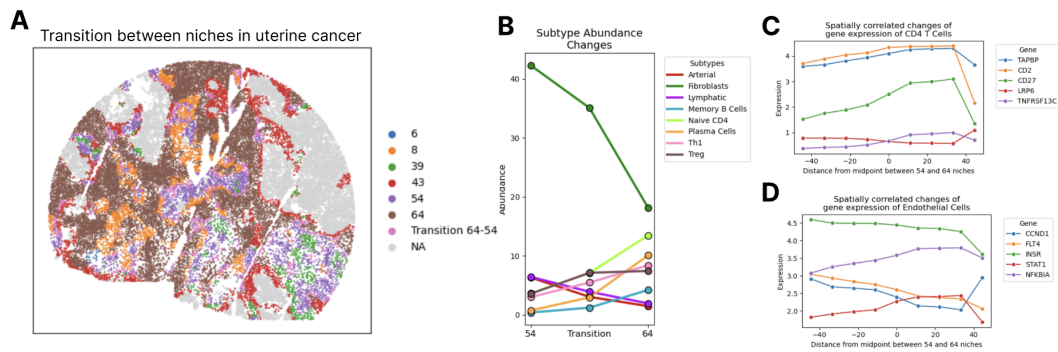 A
Transition between niches in uterine cancer
6
8
39
43
54
64
Transition 64-54
NA
B
Subtype Abundance
Changes
Abundance
40
30
20
10
0
54
Transition
64
Subtypes
Arterial
Fibroblasts
Lymphatic
Memory B Cells
Naive CD4
Plasma Cells
Th1
Treg
C
Spatially correlated changes of
gene expression of CD4 T Cells
Expression
4
3
2
1
-40
-20
0
20
40
Distance from midpoint between 54 and 64 niches
Gene
TAPBP
CD2
CD27
LRP6
TNFRSF13C
D
Spatially correlated changes of
gene expression of Endothelial Cells
Expression
4.5
4.0
3.5
3.0
2.5
2.0
-40
-20
0
20
40
Distance from midpoint between 54 and 64 niches
Gene
CCND1
FLT4
INSR
STAT1
NFKBIA